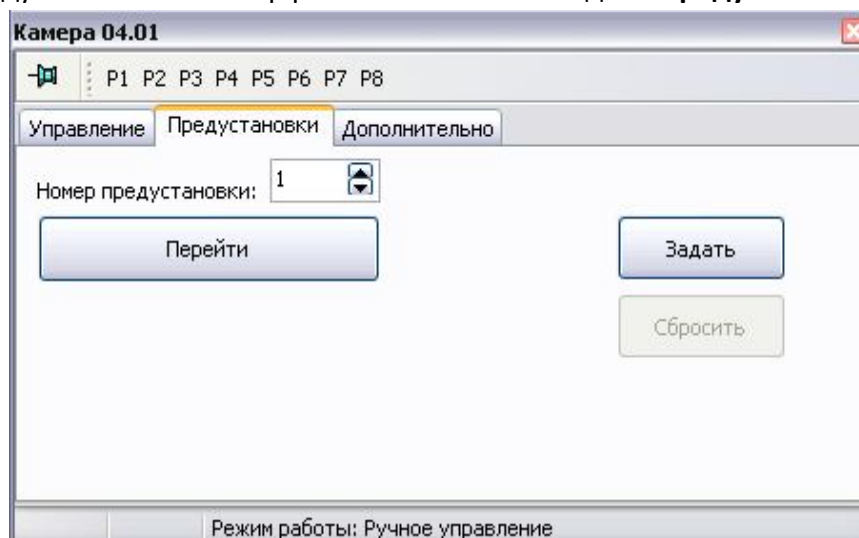 Камера 04.01
P1 P2 P3 P4 P5 P6 P7 P8
Управление Предустановки Дополнительно
Номер предустановки: 1
Перейти Задать
Сбросить
Режим работы: Ручное управление